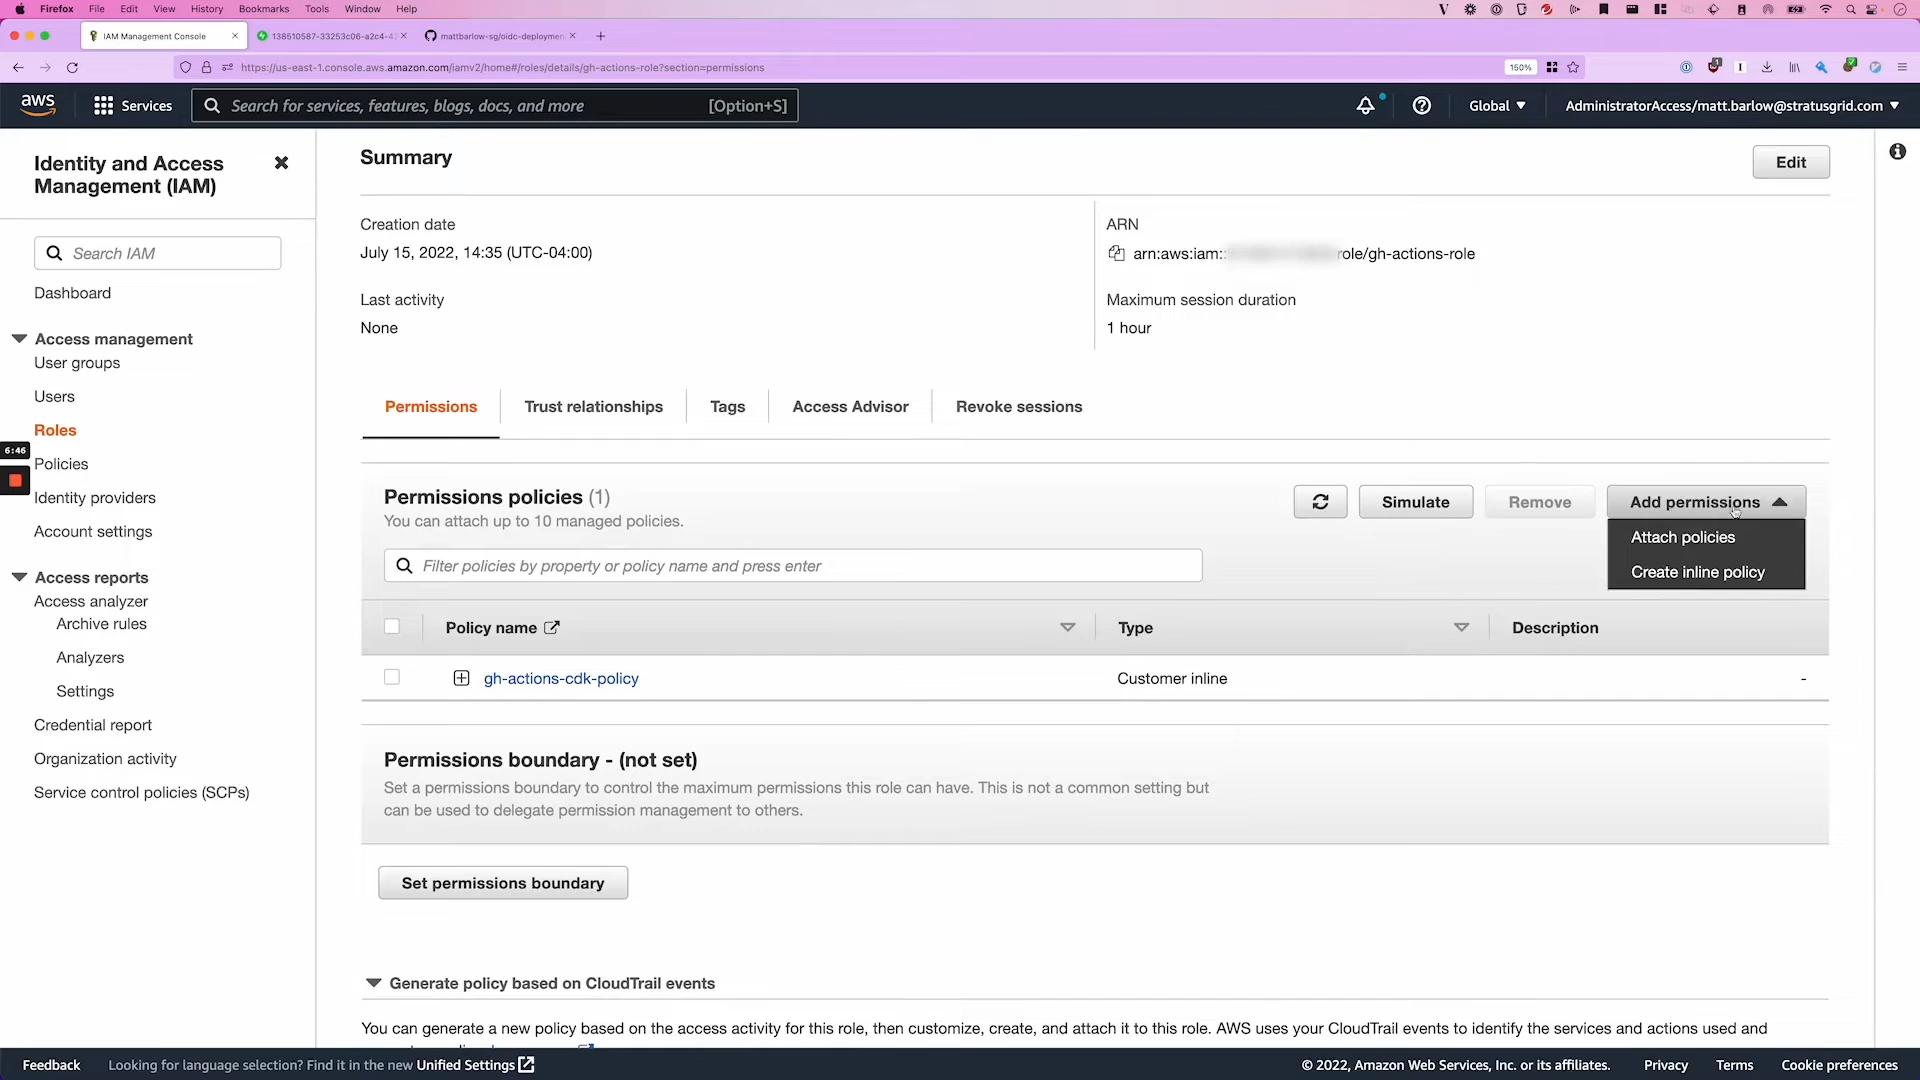 Firefox File Edit View History Bookmarks Tools Window Help
IAM Management Console
138510587-33253c06-a2c4-4
mattbarlow-sg/oidc-deploymen
https://us-east-1.console.aws.amazon.com/iamv2/home#/roles/details/gh-actions-role?section=permissions
150%
aws
Services
Search for services, features, blogs, docs, and more
[Option+S]
Global
AdministratorAccess/matt.barlow@stratusgrid.com
Identity and Access
Management (IAM)
Search IAM
Dashboard
Access management
User groups
Users
Roles
6:46
Policies
Identity providers
Account settings
Access reports
Access analyzer
Archive rules
Analyzers
Settings
Credential report
Organization activity
Service control policies (SCPs)
Summary
Edit
Creation date
July 15, 2022, 14:35 (UTC-04:00)
ARN
arn:aws:iam:: role/gh-actions-role
Last activity
None
Maximum session duration
1 hour
Permissions
Trust relationships
Tags
Access Advisor
Revoke sessions
Permissions policies (1)
You can attach up to 10 managed policies.
Simulate
Remove
Add permissions
Attach policies
Create inline policy
Filter policies by property or policy name and press enter
Policy name
Type
Description
gh-actions-cdk-policy
Customer inline
-
Permissions boundary - (not set)
Set a permissions boundary to control the maximum permissions this role can have. This is not a common setting but
can be used to delegate permission management to others.
Set permissions boundary
Generate policy based on CloudTrail events
You can generate a new policy based on the access activity for this role, then customize, create, and attach it to this role. AWS uses your CloudTrail events to identify the services and actions used and
Feedback
Looking for language selection? Find it in the new Unified Settings
© 2022, Amazon Web Services, Inc. or its affiliates.
Privacy
Terms
Cookie preferences